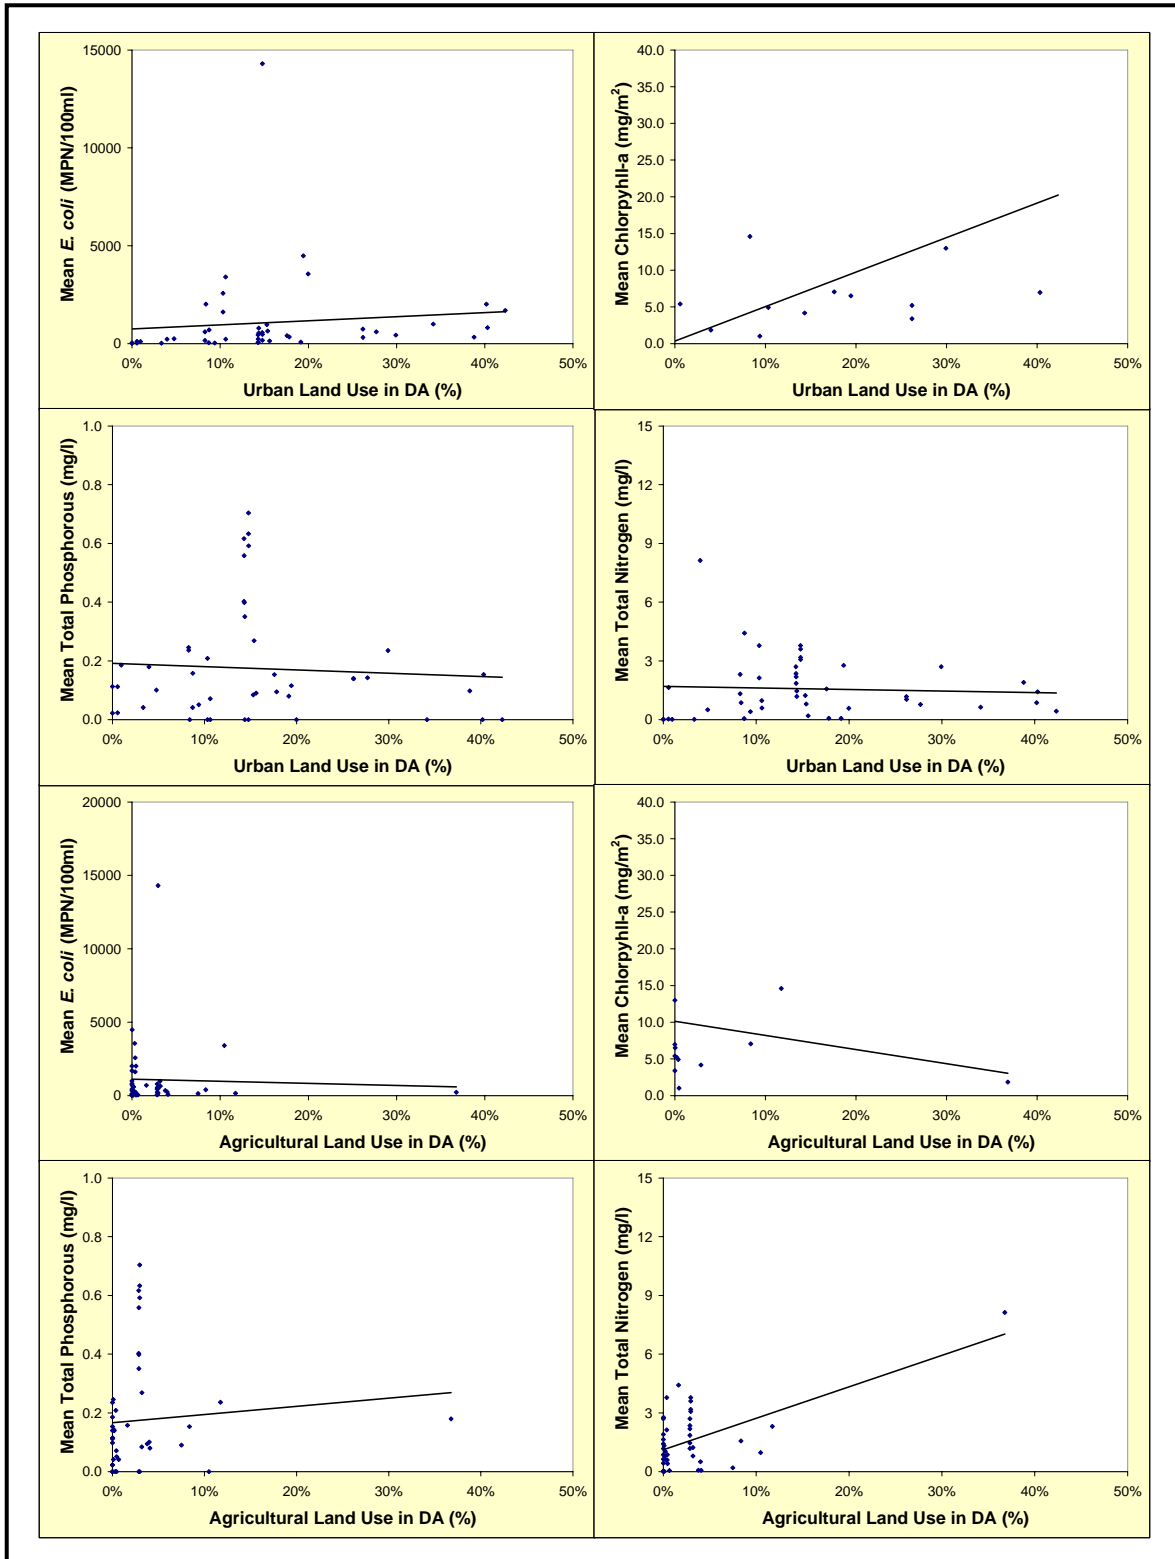 Mean E. coli (MPN/100ml)
15000
10000
5000
0
0% 10% 20% 30% 40% 50%
Urban Land Use in DA (%)
Mean Chlorpyhll-a (mg/m²)
40.0
35.0
30.0
25.0
20.0
15.0
10.0
5.0
0.0
0% 10% 20% 30% 40% 50%
Urban Land Use in DA (%)
Mean Total Phosphorous (mg/l)
1.0
0.8
0.6
0.4
0.2
0.0
0% 10% 20% 30% 40% 50%
Urban Land Use in DA (%)
Mean Total Nitrogen (mg/l)
15
12
9
6
3
0
0% 10% 20% 30% 40% 50%
Urban Land Use in DA (%)
Mean E. coli (MPN/100ml)
20000
15000
10000
5000
0
0% 10% 20% 30% 40% 50%
Agricultural Land Use in DA (%)
Mean Chlorpyhll-a (mg/m²)
40.0
35.0
30.0
25.0
20.0
15.0
10.0
5.0
0.0
0% 10% 20% 30% 40% 50%
Agricultural Land Use in DA (%)
Mean Total Phosphorous (mg/l)
1.0
0.8
0.6
0.4
0.2
0.0
0% 10% 20% 30% 40% 50%
Agricultural Land Use in DA (%)
Mean Total Nitrogen (mg/l)
15
12
9
6
3
0
0% 10% 20% 30% 40% 50%
Agricultural Land Use in DA (%)